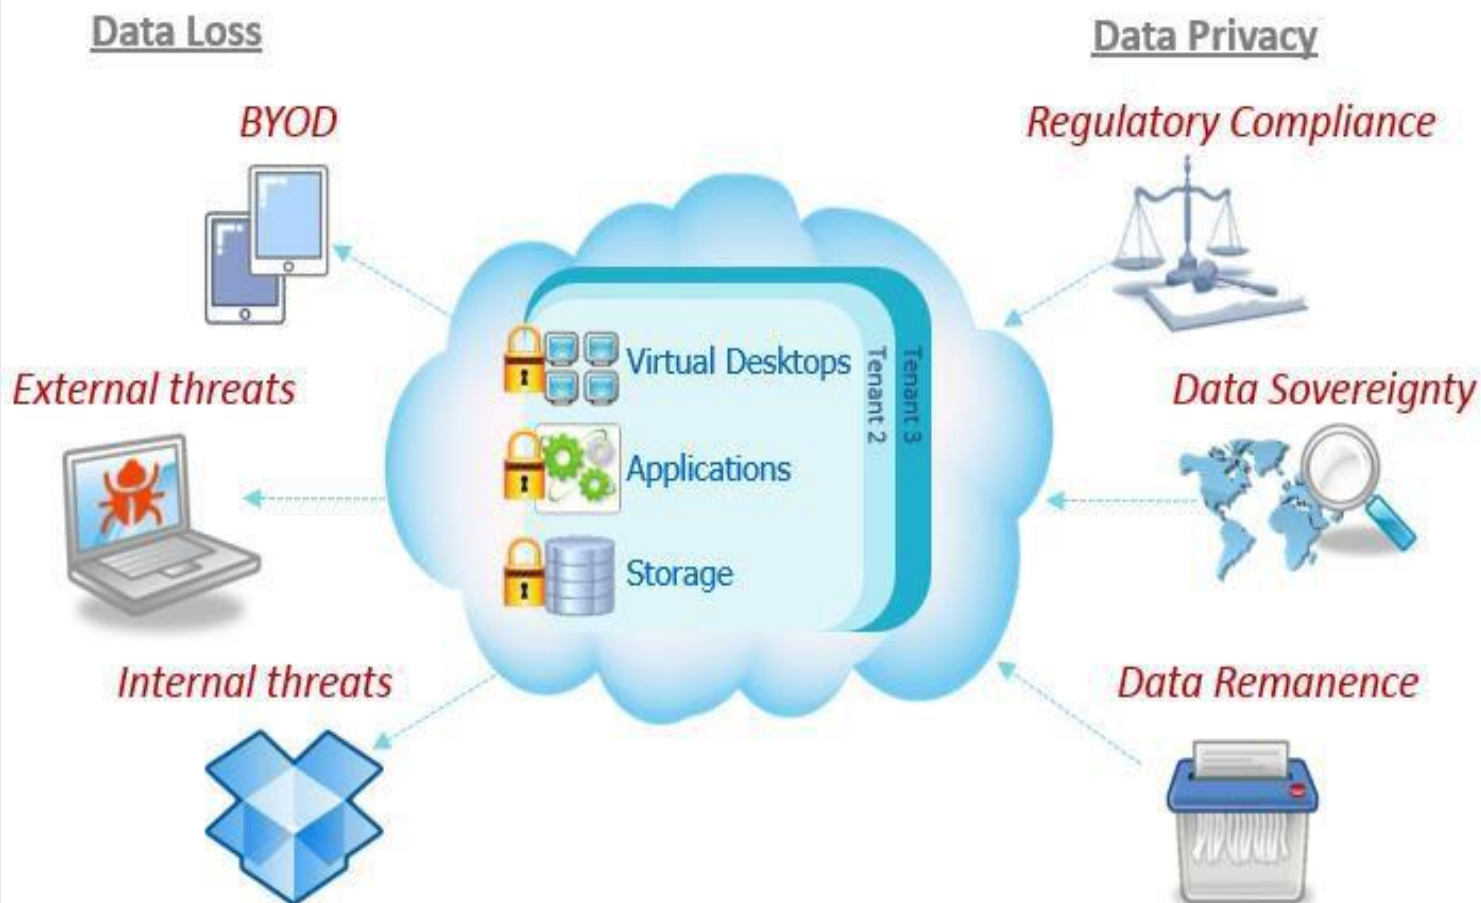 Data Loss
Data Privacy
BYOD
Regulatory Compliance
External threats
Data Sovereignty
Virtual Desktops
Applications
Storage
Tenant 2
Tenant 3
Internal threats
Data Remanence